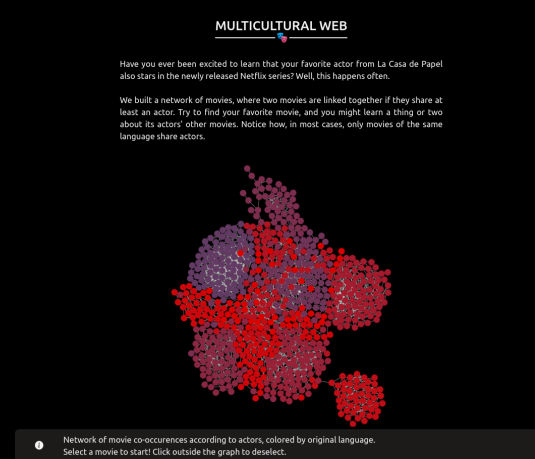 MULTICULTURAL WEB
Have you ever been excited to learn that your favorite actor from La Casa de Papel
also stars in the newly released Netflix series? Well, this happens often.
We built a network of movies, where two movies are linked together if they share at
least an actor. Try to find your favorite movie, and you might learn a thing or two
about its actors' other movies. Notice how, in most cases, only movies of the same
language share actors.
Network of movie co-occurences according to actors, colored by original language.
Select a movie to start! Click outside the graph to deselect.